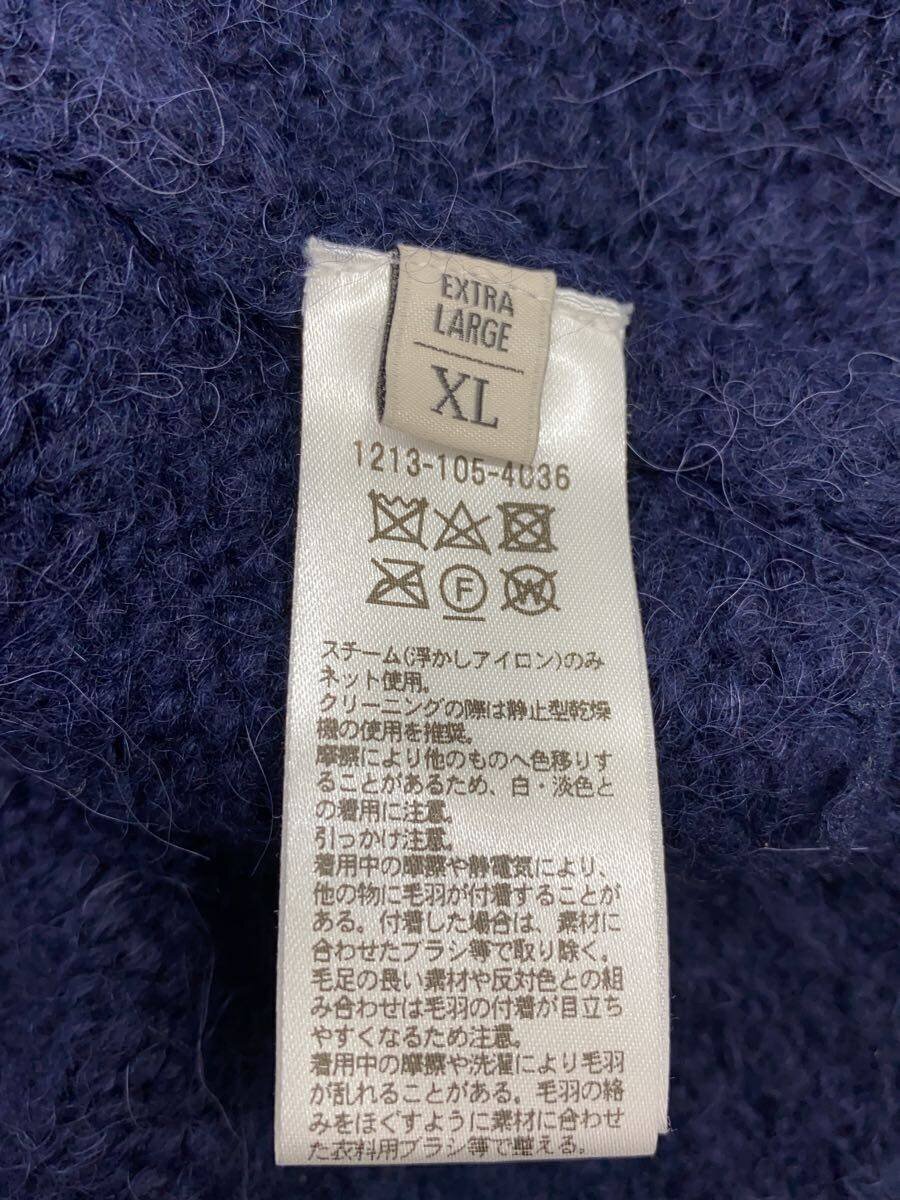 EXTRA
LARGE
XL
1213-105-4036
F
W
スチーム(浮かしアイロン)のみ
ネット使用。
クリーニングの際は静止型乾燥
機の使用を推奨。
摩擦により他のものへ色移りす
ることがあるため、白・淡色と
の着用に注意。
引っかけ注意。
着用中の摩擦や静電気により、
他の物に毛羽が付着することが
ある。付着した場合は、素材に
合わせたブラシ等で取り除く。
毛足の長い素材や反対色との組
み合わせは毛羽の付着が目立ち
やすくなるため注意。
着用中の摩擦や洗濯により毛羽
が乱れることがある。毛羽の絡
みをほぐすように素材に合わせ
た衣料用ブラシ等で整える。